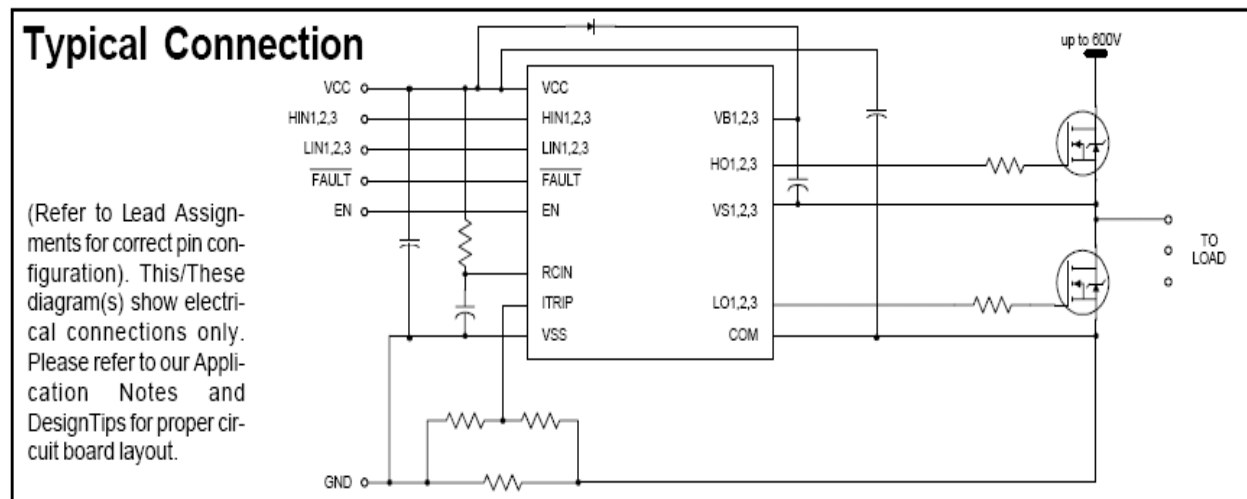 Typical Connection
up to 600V
VCC
HIN1,2,3
LIN1,2,3
FAULT
EN
VCC
HIN1,2,3
LIN1,2,3
FAULT
EN
RCIN
ITRIP
VSS
VB1,2,3
HO1,2,3
VS1,2,3
LO1,2,3
COM
TO
LOAD
(Refer to Lead Assign-
ments for correct pin con-
figuration). This/These
diagram(s) show electri-
cal connections only.
Please refer to our Appli-
cation Notes and
DesignTips for proper cir-
cuit board layout.
GND